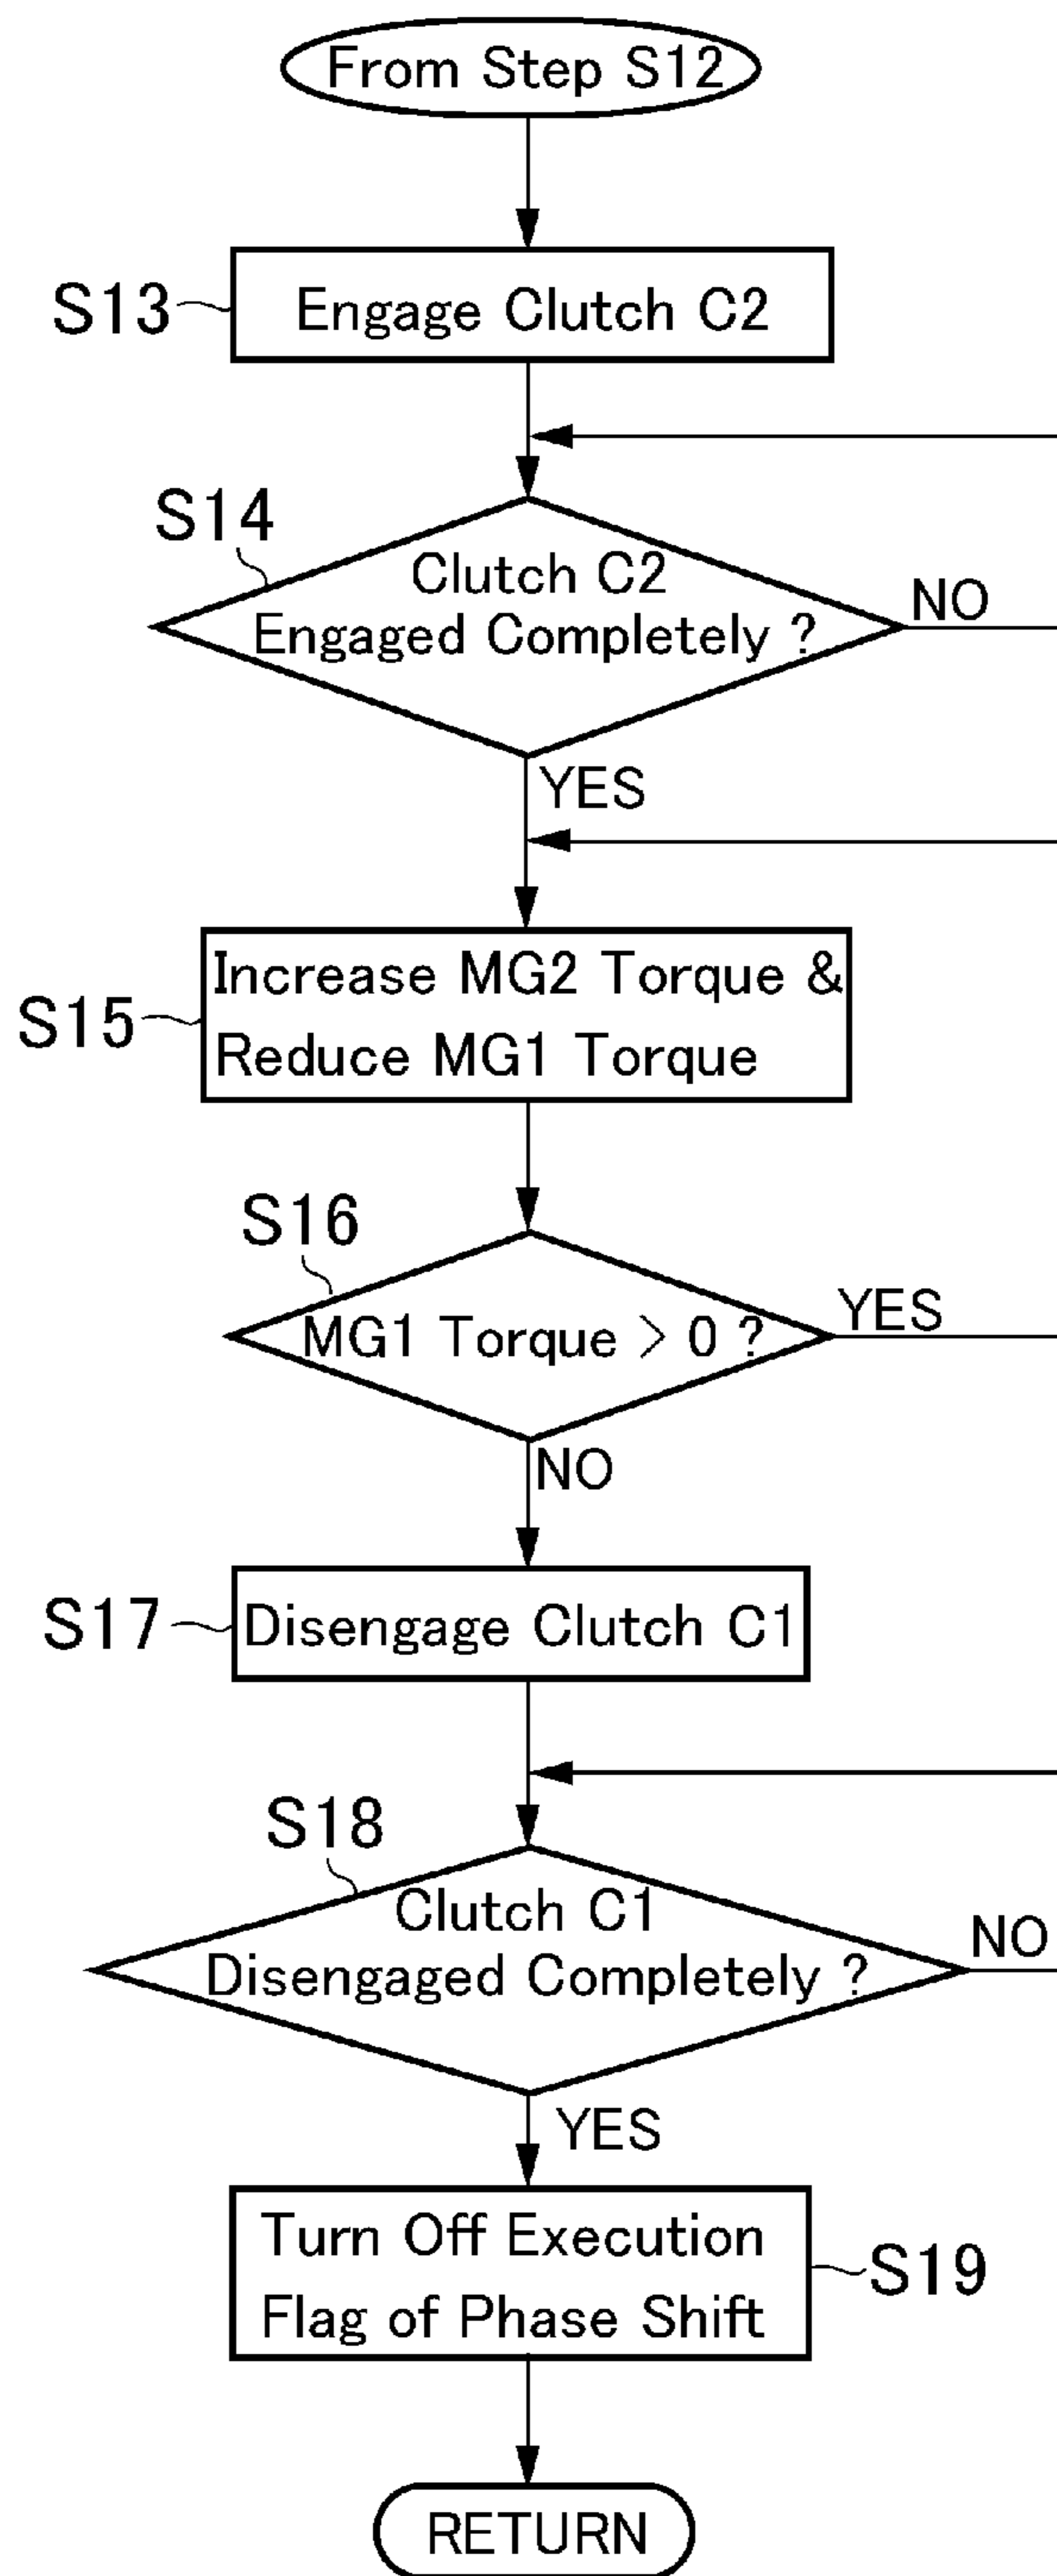 From Step S12
S13
Engage Clutch C2
S14
Clutch C2
Engaged Completely ?
NO
YES
Increase MG2 Torque &
S15
Reduce MG1 Torque
S16
MG1 Torque > 0 ?
YES
NO
S17
Disengage Clutch C1
S18
Clutch C1
Disengaged Completely ?
NO
YES
Turn Off Execution
Flag of Phase Shift
S19
RETURN